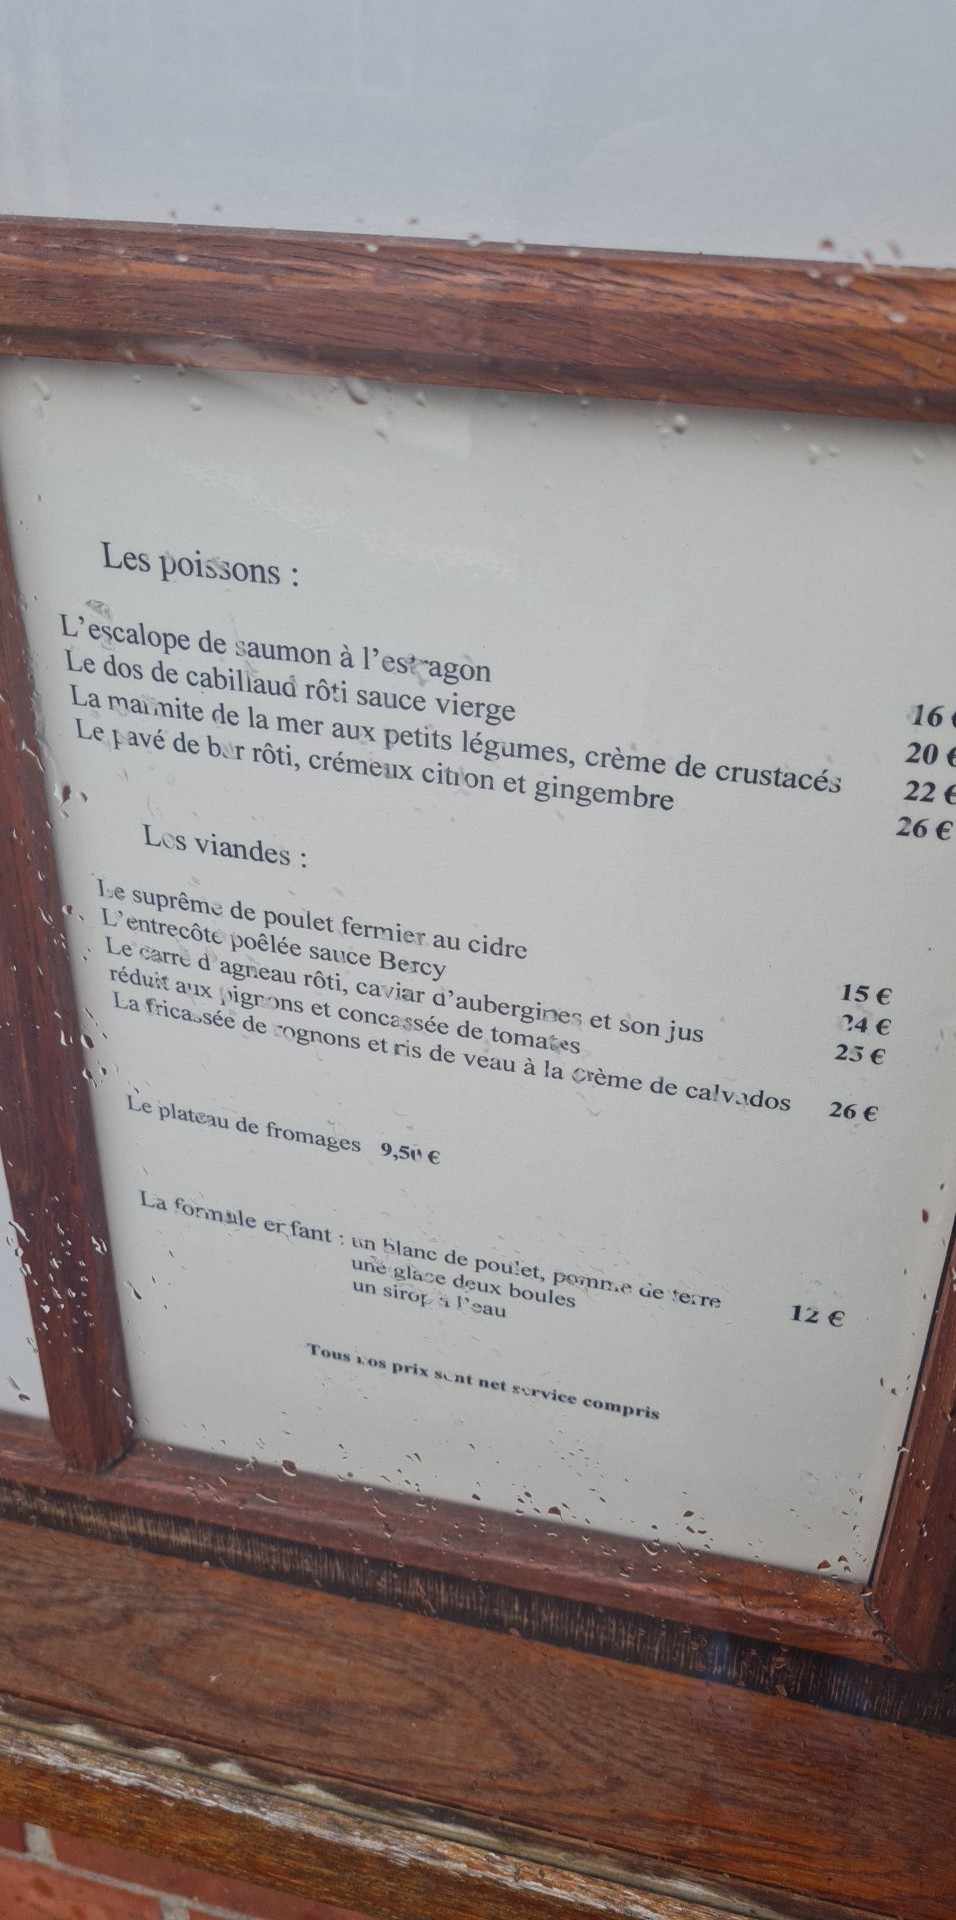 Les poissons :
L'escalope de saumon à l'estragon 16 €
Le dos de cabillaud rôti sauce vierge 20 €
La marmite de la mer aux petits légumes, crème de crustacés 22 €
Le pavé de bar rôti, crémeux citron et gingembre 26 €
Les viandes :
Le suprême de poulet fermier au cidre 15 €
L'entrecôte poêlée sauce Bercy 24 €
Le carré d'agneau rôti, caviar d'aubergines et son jus 25 €
réduit aux pignons et concassée de tomates
La fricassée de rognons et ris de veau à la crème de calvados 26 €
Le plateau de fromages 9,50 €
La formule enfant : un blanc de poulet, pomme de terre
une glace deux boules 12 €
un sirop à l'eau
Tous nos prix sont net service compris